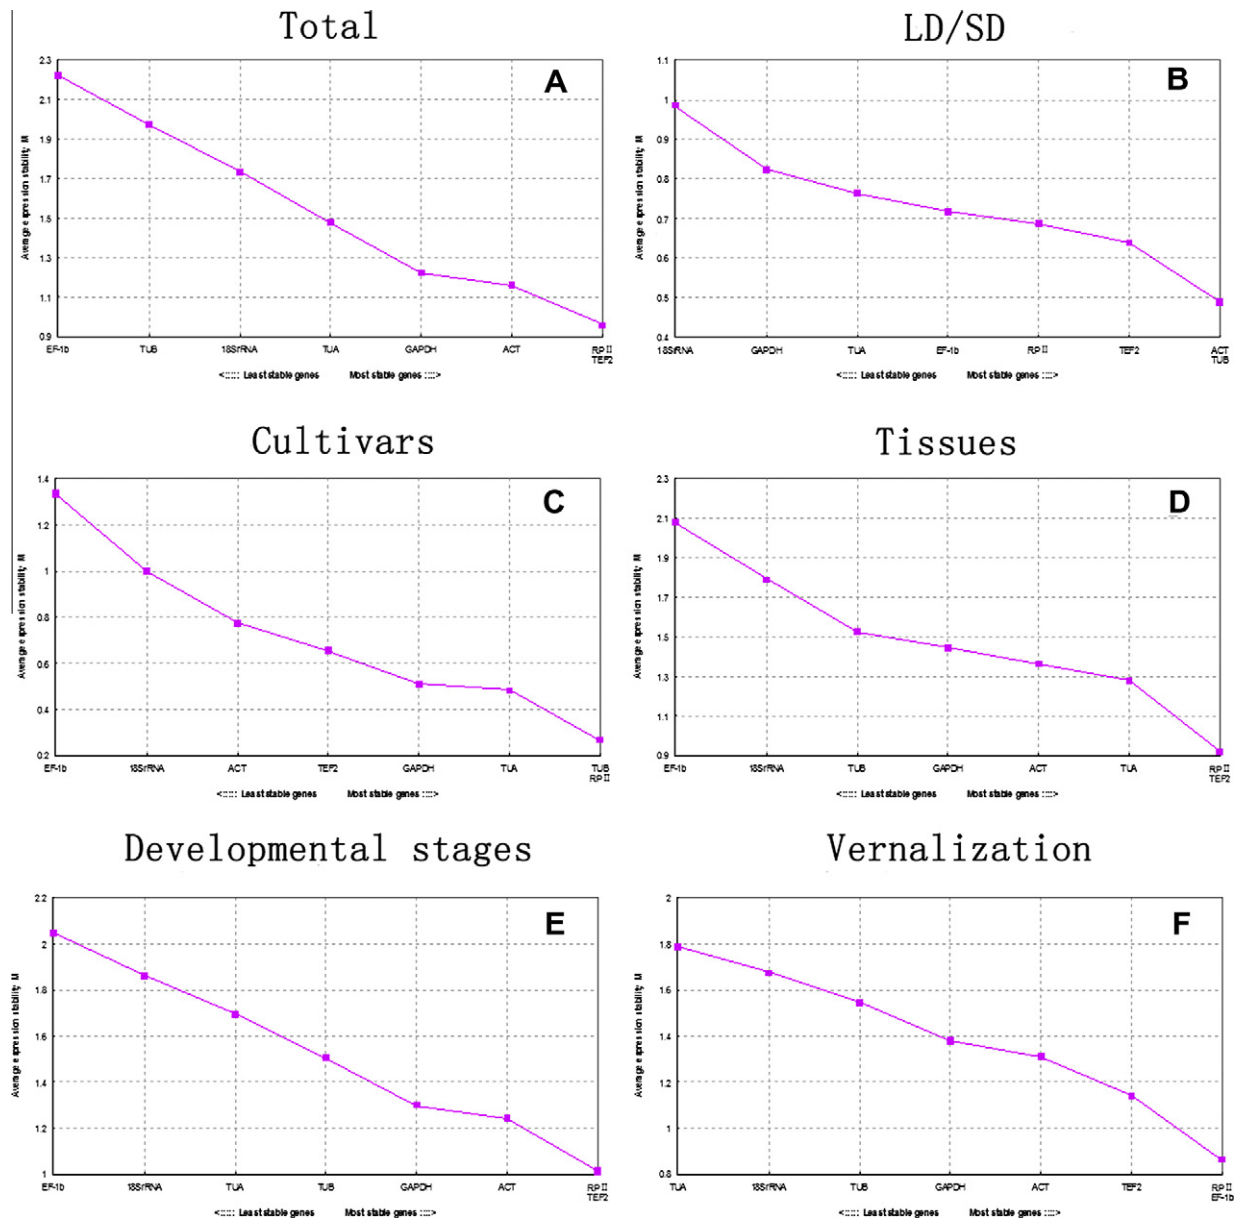 Total
A
2.3
2.1
1.9
1.7
1.5
1.3
1.1
0.9
Average expression stability M
EF-1b TUB 18SrRNA TUA GAPDH ACT RPⅡ
TEF2
<::::: Least stable genes Most stable genes ::::>
LD/SD
B
1.1
1
0.9
0.8
0.7
0.6
0.5
0.4
Average expression stability M
18SrRNA GAPDH TUA EF-1b RPⅡ TEF2 ACT
TUB
<::::: Least stable genes Most stable genes ::::>
Cultivars
C
1.4
1.2
1
0.8
0.6
0.4
0.2
Average expression stability M
EF-1b 18SrRNA ACT TEF2 GAPDH TUA TUB
RPⅡ
<::::: Least stable genes Most stable genes ::::>
Tissues
D
2.3
2.1
1.9
1.7
1.5
1.3
1.1
0.9
Average expression stability M
EF-1b 18SrRNA TUB GAPDH ACT TUA RPⅡ
TEF2
<::::: Least stable genes Most stable genes ::::>
Developmental stages
E
2.2
2
1.8
1.6
1.4
1.2
1
Average expression stability M
EF-1b 18SrRNA TUA TUB GAPDH ACT RPⅡ
TEF2
<::::: Least stable genes Most stable genes ::::>
Vernalization
F
2
1.8
1.6
1.4
1.2
1
0.8
Average expression stability M
TUA 18SrRNA TUB GAPDH ACT TEF2 RPⅡ
EF-1b
<::::: Least stable genes Most stable genes ::::>